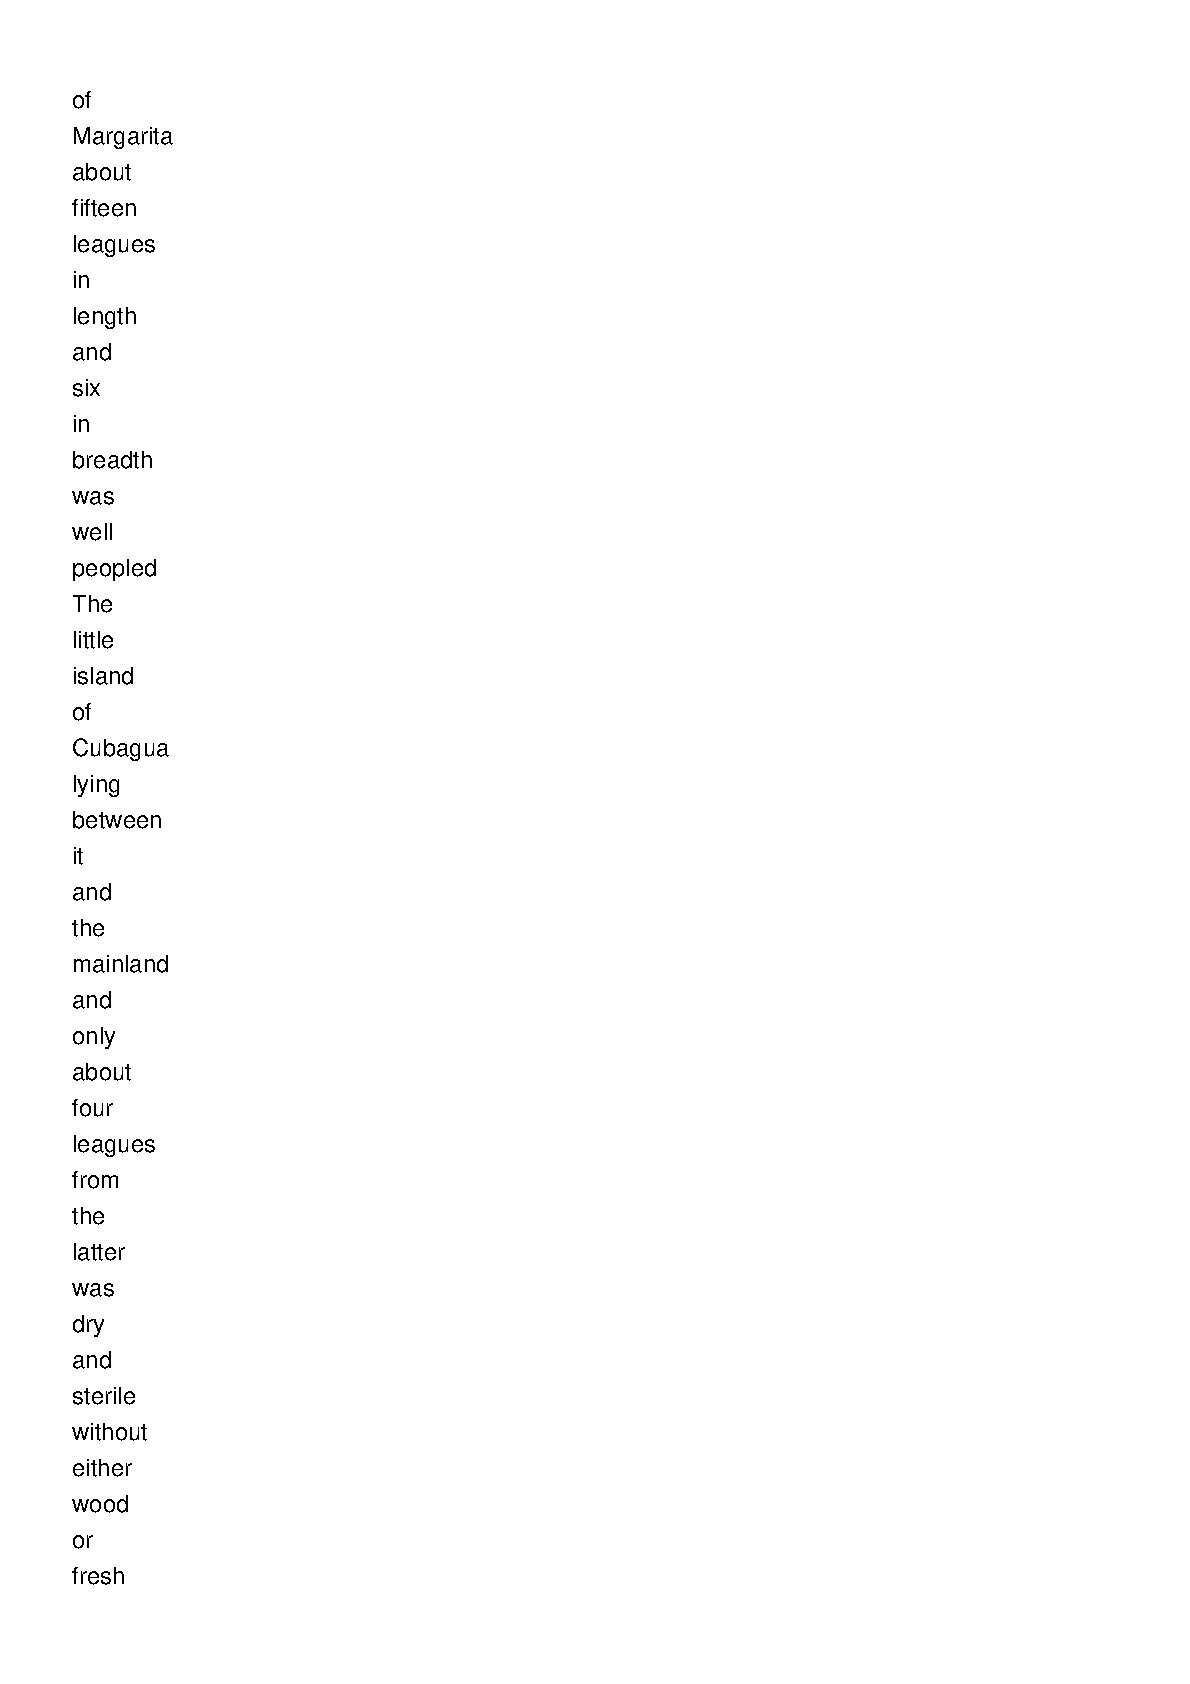 of
Margarita
about
fifteen
leagues
in
length
and
six
in
breadth
was
well
peopled
The
little
island
of
Cubagua
lying
between
it
and
the
mainland
and
only
about
four
leagues
from
the
latter
was
dry
and
sterile
without
either
wood
or
fresh